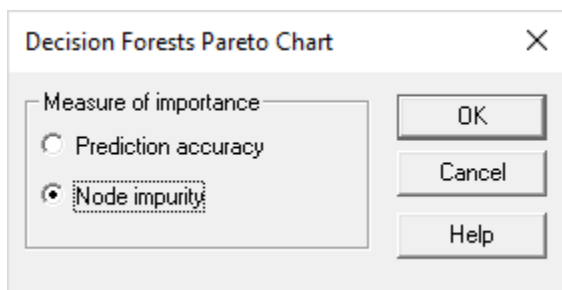 Decision Forests Pareto Chart
Measure of importance
Prediction accuracy
Node impurity
OK
Cancel
Help